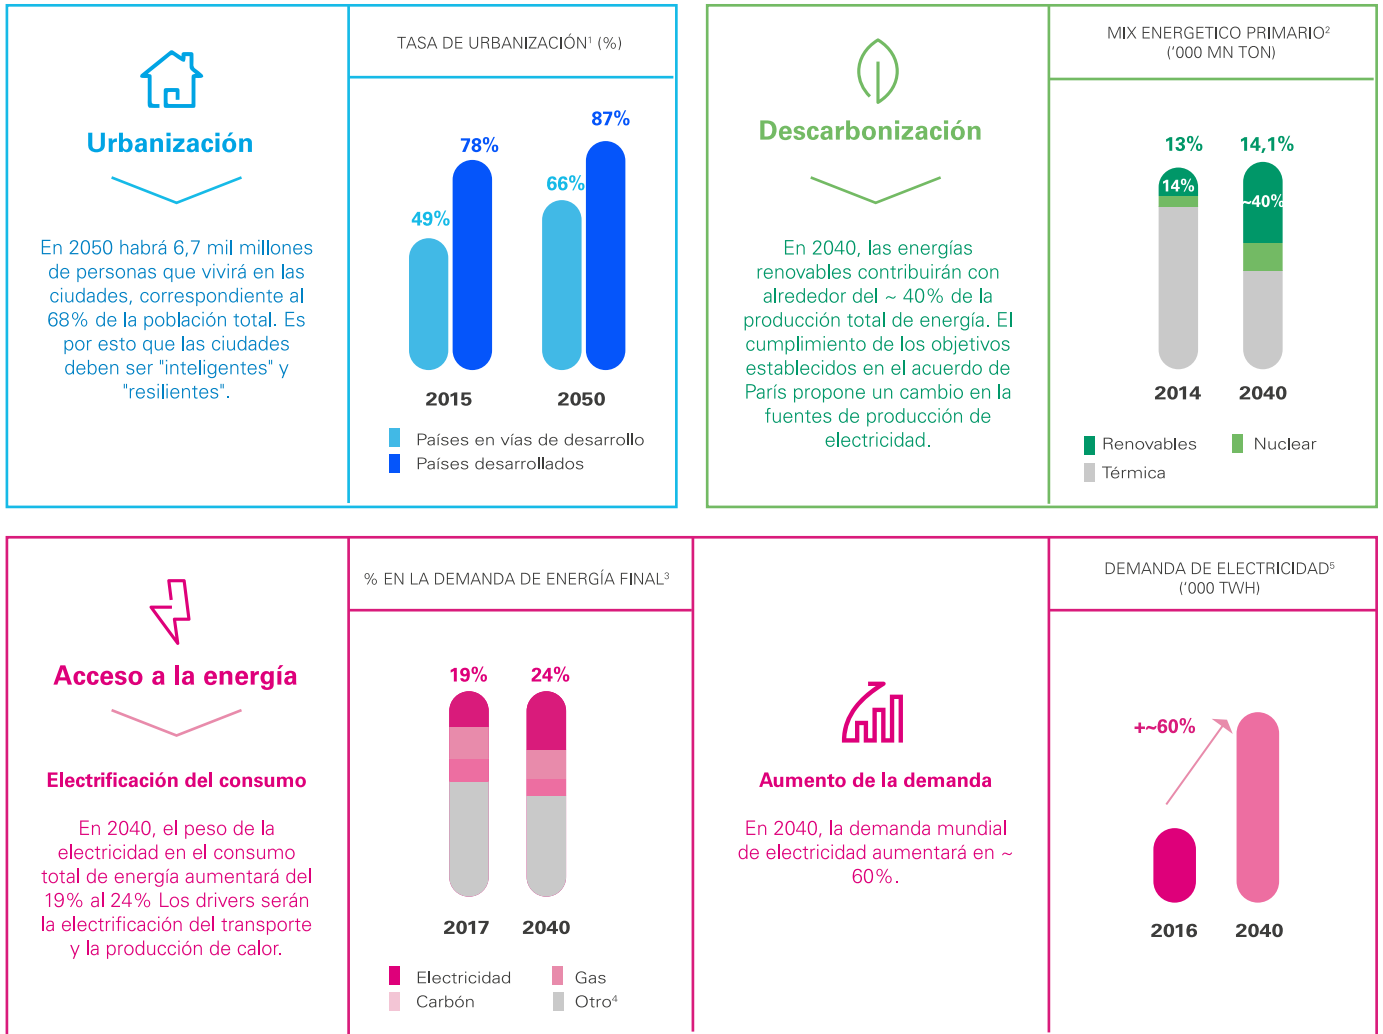 Urbanización
En 2050 habrá 6,7 mil millones
de personas que vivirá en las
ciudades, correspondiente al
68% de la población total. Es
por esto que las ciudades
deben ser "inteligentes" y
"resilientes".
TASA DE URBANIZACIÓN¹ (%)
49%
78%
66%
87%
2015
2050
Países en vías de desarrollo
Países desarrollados
Descarbonización
En 2040, las energías
renovables contribuirán con
alrededor del ~ 40% de la
producción total de energía. El
cumplimiento de los objetivos
establecidos en el acuerdo de
París propone un cambio en la
fuentes de producción de
electricidad.
MIX ENERGETICO PRIMARIO²
('000 MN TON)
13%
14,1%
14%
~40%
2014
2040
Renovables
Nuclear
Térmica
Acceso a la energía
Electrificación del consumo
En 2040, el peso de la
electricidad en el consumo
total de energía aumentará del
19% al 24% Los drivers serán
la electrificación del transporte
y la producción de calor.
% EN LA DEMANDA DE ENERGÍA FINAL³
19%
24%
2017
2040
Electricidad
Gas
Carbón
Otro⁴
Aumento de la demanda
En 2040, la demanda mundial
de electricidad aumentará en ~
60%.
DEMANDA DE ELECTRICIDAD⁵
('000 TWH)
+~60%
2016
2040